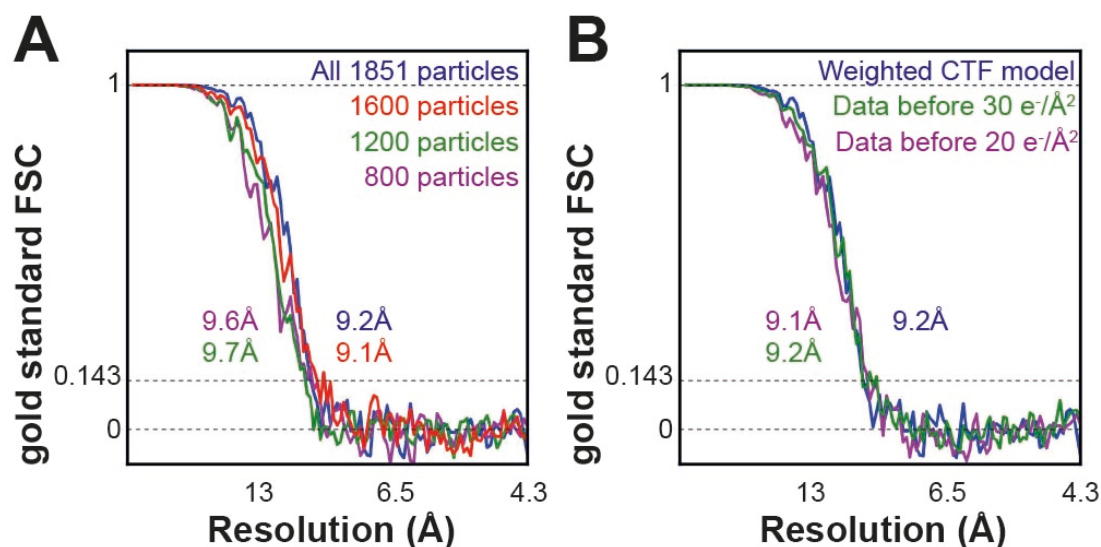 A
gold standard FSC
1
0.143
0
All 1851 particles
1600 particles
1200 particles
800 particles
9.6Å
9.2Å
9.7Å
9.1Å
13
6.5
4.3
Resolution (Å)
B
gold standard FSC
1
0.143
0
Weighted CTF model
Data before 30 e⁻/Å²
Data before 20 e⁻/Å²
9.1Å
9.2Å
9.2Å
13
6.5
4.3
Resolution (Å)